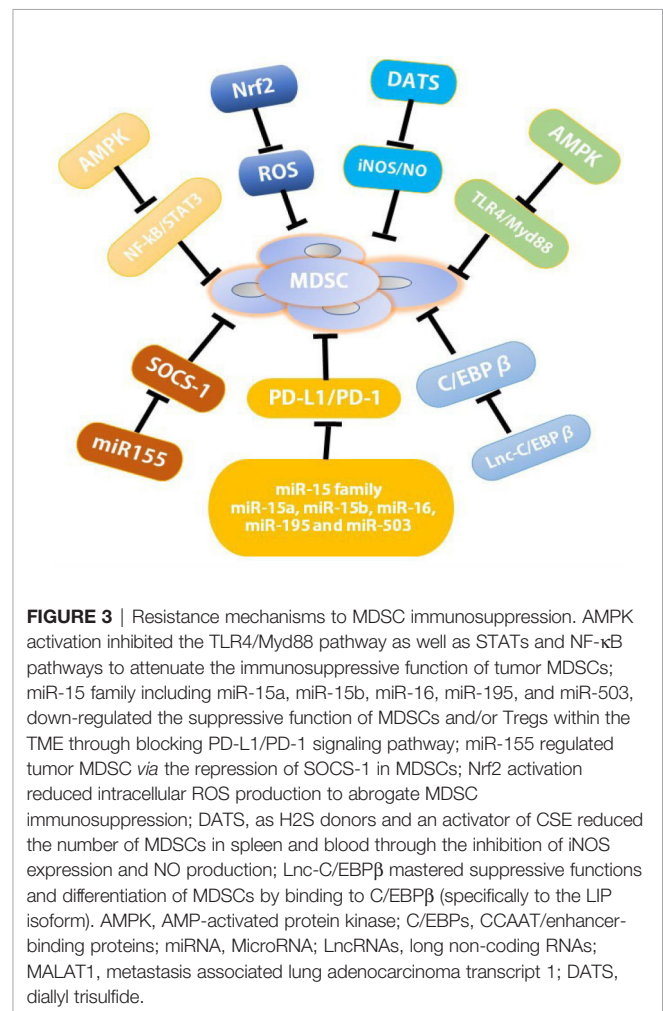 Nrf2
DATS
AMPK
AMPK
ROS
iNOS/NO
NF-kB/STAT3
TLR4/Myd88
MDSC
SOCS-1
PD-L1/PD-1
C/EBP β
miR155
Lnc-C/EBP β
miR-15 family
miR-15a, miR-15b, miR-16,
miR-195 and miR-503
FIGURE 3 | Resistance mechanisms to MDSC immunosuppression. AMPK
activation inhibited the TLR4/Myd88 pathway as well as STATs and NF-κB
pathways to attenuate the immunosuppressive function of tumor MDSCs;
miR-15 family including miR-15a, miR-15b, miR-16, miR-195, and miR-503,
down-regulated the suppressive function of MDSCs and/or Tregs within the
TME through blocking PD-L1/PD-1 signaling pathway; miR-155 regulated
tumor MDSC via the repression of SOCS-1 in MDSCs; Nrf2 activation
reduced intracellular ROS production to abrogate MDSC
immunosuppression; DATS, as H2S donors and an activator of CSE reduced
the number of MDSCs in spleen and blood through the inhibition of iNOS
expression and NO production; Lnc-C/EBPβ mastered suppressive functions
and differentiation of MDSCs by binding to C/EBPβ (specifically to the LIP
isoform). AMPK, AMP-activated protein kinase; C/EBPs, CCAAT/enhancer-
binding proteins; miRNA, MicroRNA; LncRNAs, long non-coding RNAs;
MALAT1, metastasis associated lung adenocarcinoma transcript 1; DATS,
diallyl trisulfide.